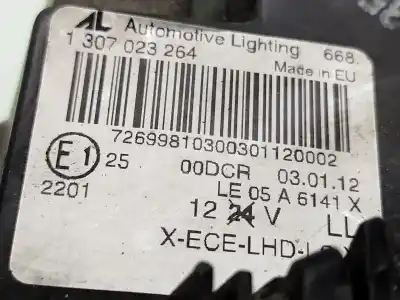 AL Automotive Lighting 668.
1 307 023 264 Made in EU
72699810300301120002
E1 25 00DCR 03.01.12
2201 LE 05 A 6141 X
12 24 V LL
X-ECE-LHD-